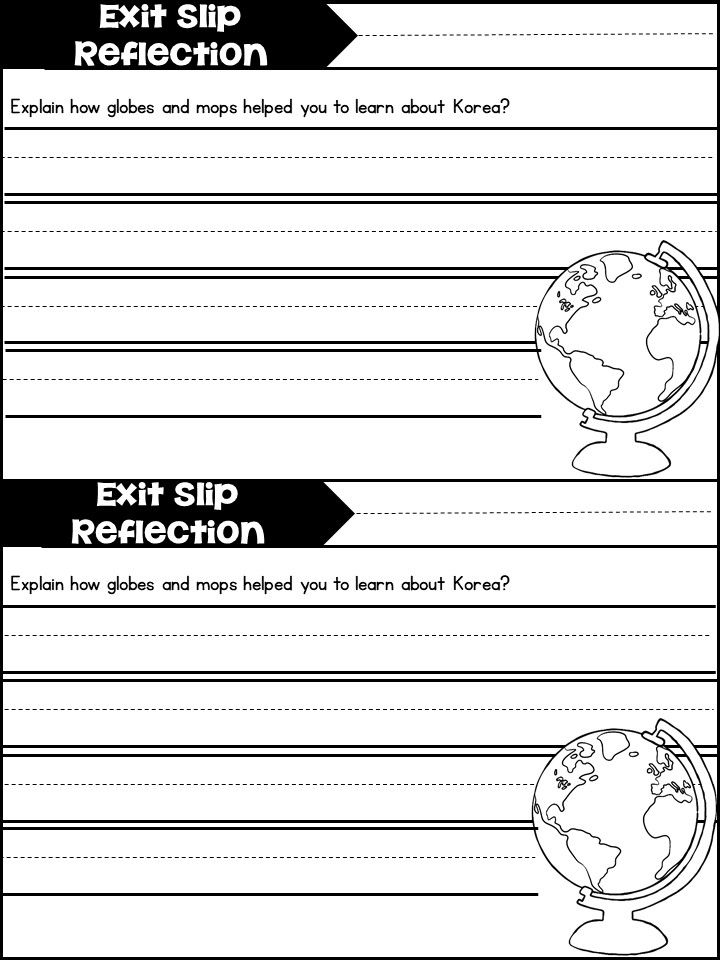 Exit Slip
Reflection
Explain how globes and mops helped you to learn about Korea?
Exit Slip
Reflection
Explain how globes and mops helped you to learn about Korea?